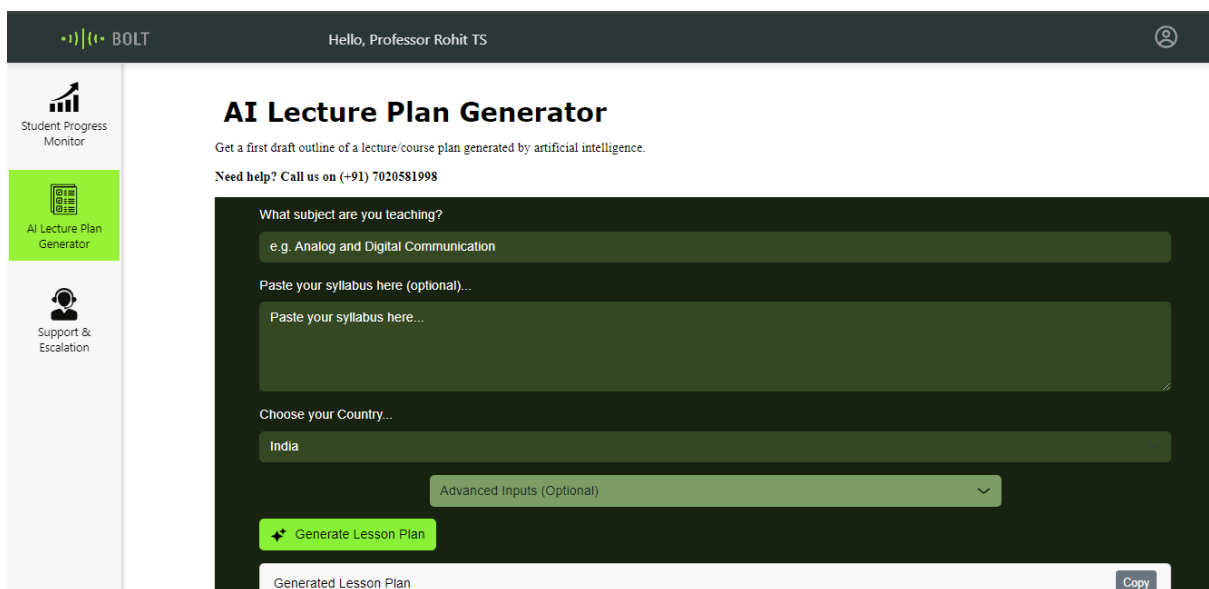 BOLT
Hello, Professor Rohit TS
Student Progress
Monitor
AI Lecture Plan
Generator
Support &
Escalation
AI Lecture Plan Generator
Get a first draft outline of a lecture/course plan generated by artificial intelligence.
Need help? Call us on (+91) 7020581998
What subject are you teaching?
e.g. Analog and Digital Communication
Paste your syllabus here (optional)...
Paste your syllabus here...
Choose your Country...
India
Advanced Inputs (Optional)
Generate Lesson Plan
Generated Lesson Plan
Copy